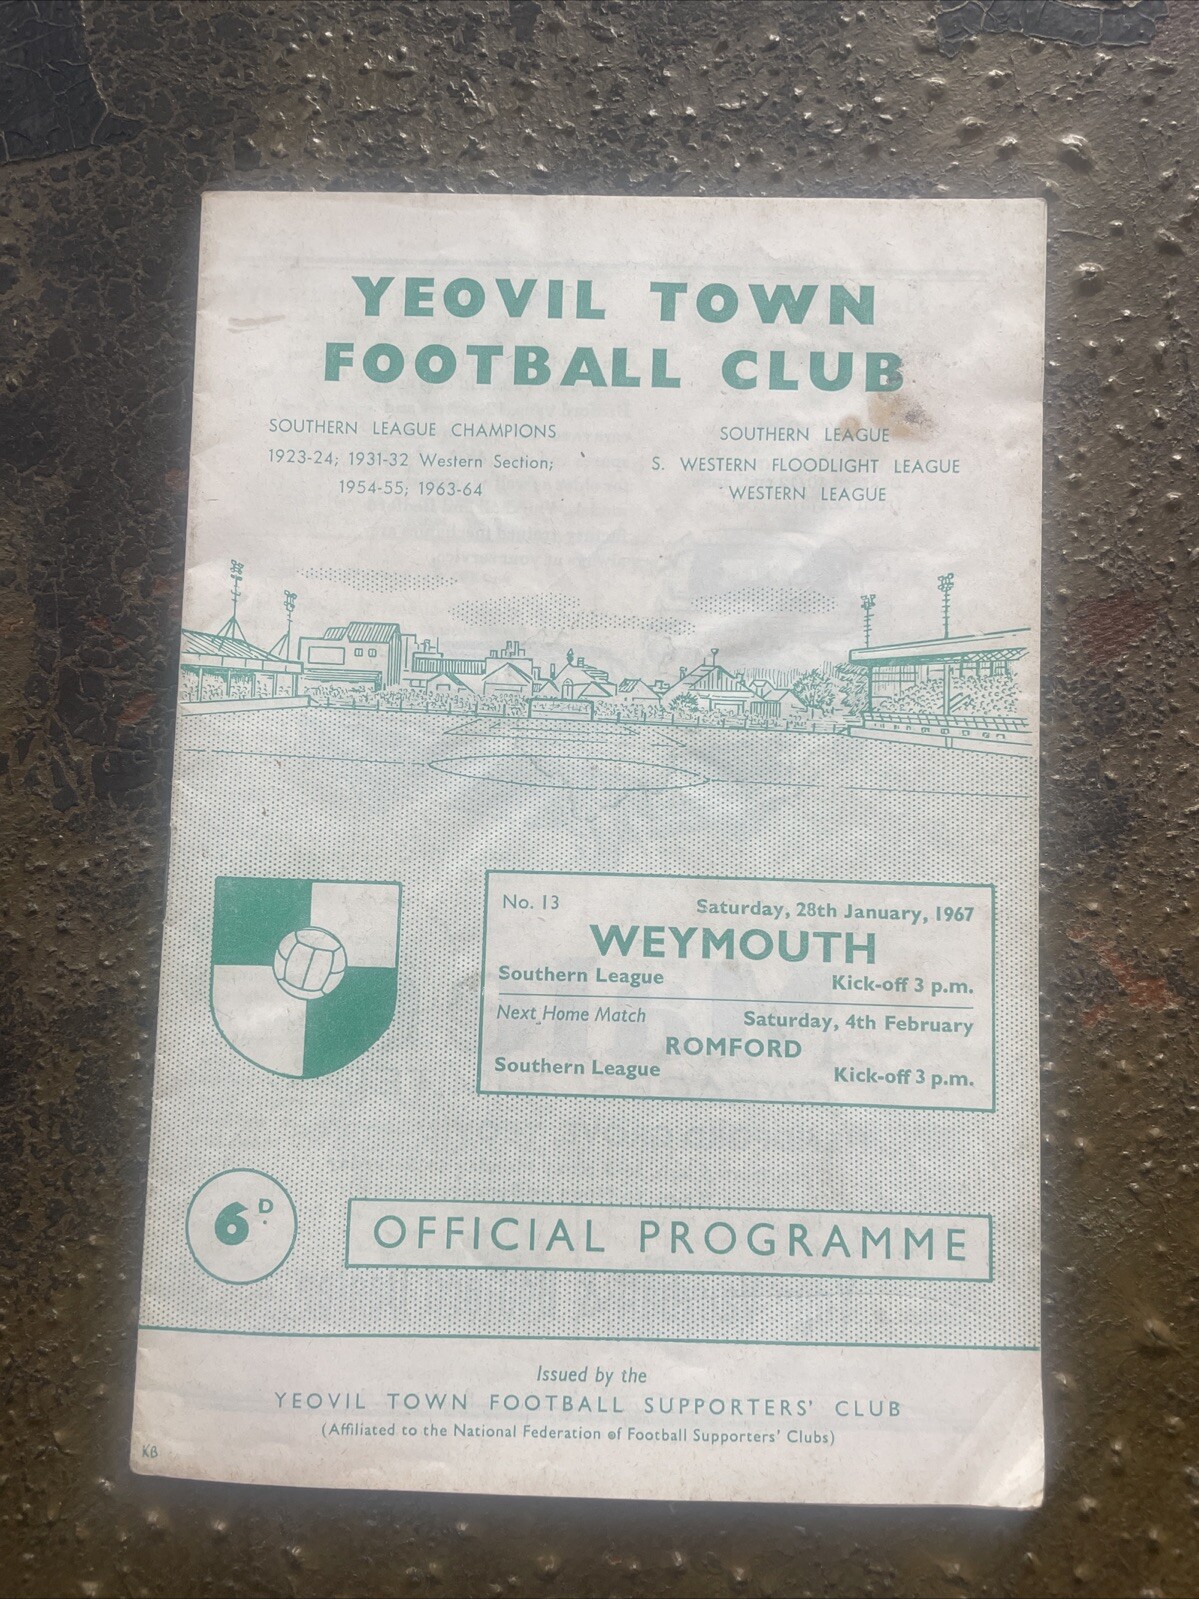 YEOVIL TOWN
FOOTBALL CLUB
SOUTHERN LEAGUE CHAMPIONS
1923-24; 1931-32 Western Section;
1954-55; 1963-64
SOUTHERN LEAGUE
S. WESTERN FLOODLIGHT LEAGUE
WESTERN LEAGUE
No. 13 Saturday, 28th January, 1967
WEYMOUTH
Southern League Kick-off 3 p.m.
Next Home Match Saturday, 4th February
ROMFORD
Southern League Kick-off 3 p.m.
6D.
OFFICIAL PROGRAMME
Issued by the
YEOVIL TOWN FOOTBALL SUPPORTERS' CLUB
(Affiliated to the National Federation of Football Supporters' Clubs)
KB